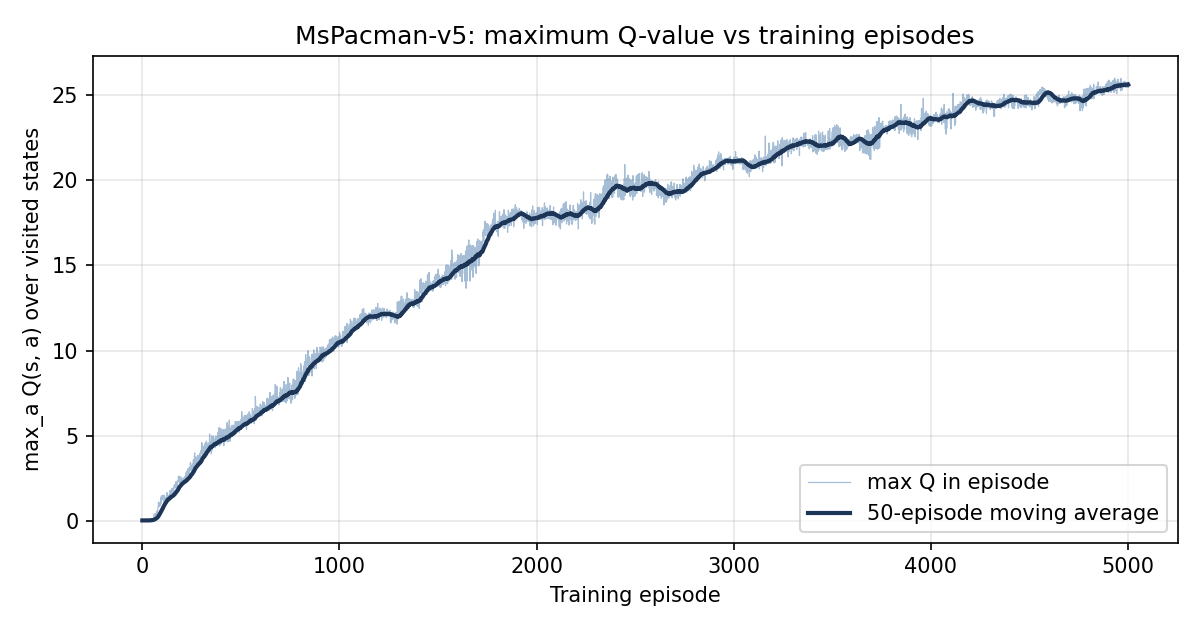 MsPacman-v5: maximum Q-value vs training episodes
max_a Q(s, a) over visited states
25
20
15
10
5
0
0 1000 2000 3000 4000 5000
Training episode
max Q in episode
50-episode moving average